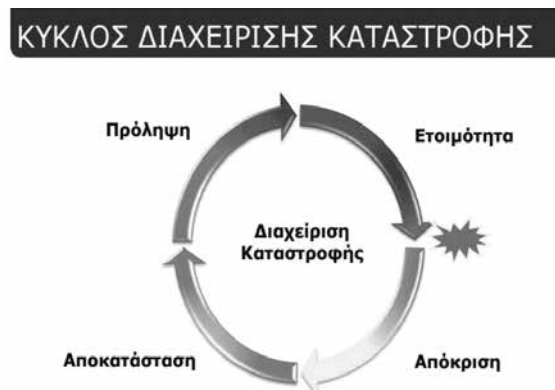 ΚΥΚΛΟΣ ΔΙΑΧΕΙΡΙΣΗΣ ΚΑΤΑΣΤΡΟΦΗΣ
Πρόληψη
Ετοιμότητα
Διαχείριση
Καταστροφής
Αποκατάσταση
Απόκριση